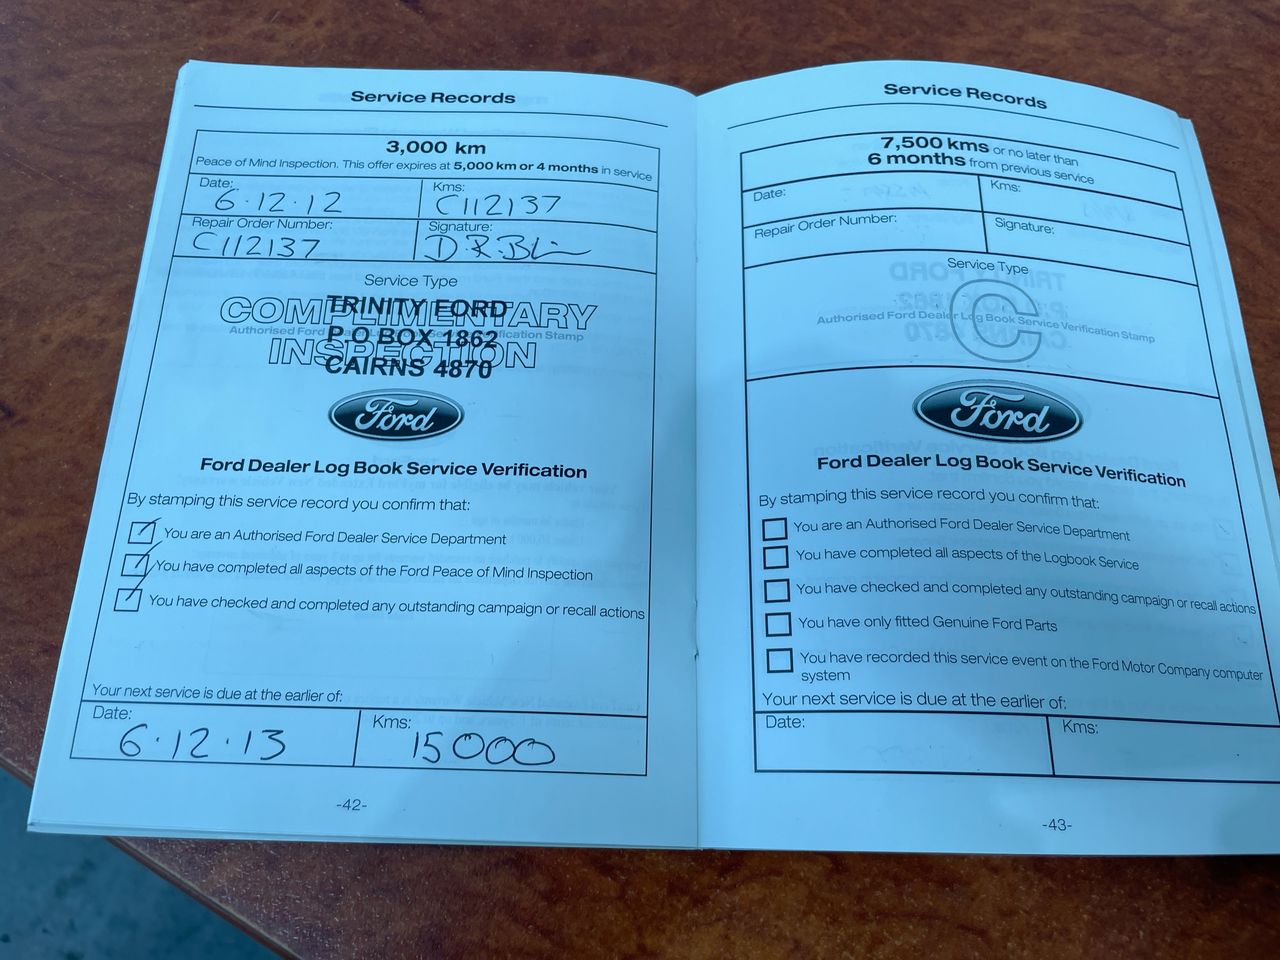 Service Records
3,000 km
Peace of Mind Inspection. This offer expires at 5,000 km or 4 months in service
Date:
6.12.12
Kms:
C112137
Repair Order Number:
C112137
Signature:
Service Type
COMPLIMENTARY
INSPECTION
TRINITY FORD
P O BOX 1862
CAIRNS 4870
Ford
Ford Dealer Log Book Service Verification
By stamping this service record you confirm that:
You are an Authorised Ford Dealer Service Department
You have completed all aspects of the Ford Peace of Mind Inspection
You have checked and completed any outstanding campaign or recall actions
Your next service is due at the earlier of:
Date:
6.12.13
Kms:
15000
-42-
Service Records
7,500 kms or no later than
6 months from previous service
Date:
Kms:
Repair Order Number:
Signature:
Service Type
C
Authorised Ford Dealer Log Book Service Verification Stamp
Ford
Ford Dealer Log Book Service Verification
By stamping this service record you confirm that:
You are an Authorised Ford Dealer Service Department
You have completed all aspects of the Logbook Service
You have checked and completed any outstanding campaign or recall actions
You have only fitted Genuine Ford Parts
You have recorded this service event on the Ford Motor Company computer
system
Your next service is due at the earlier of:
Date:
Kms:
-43-